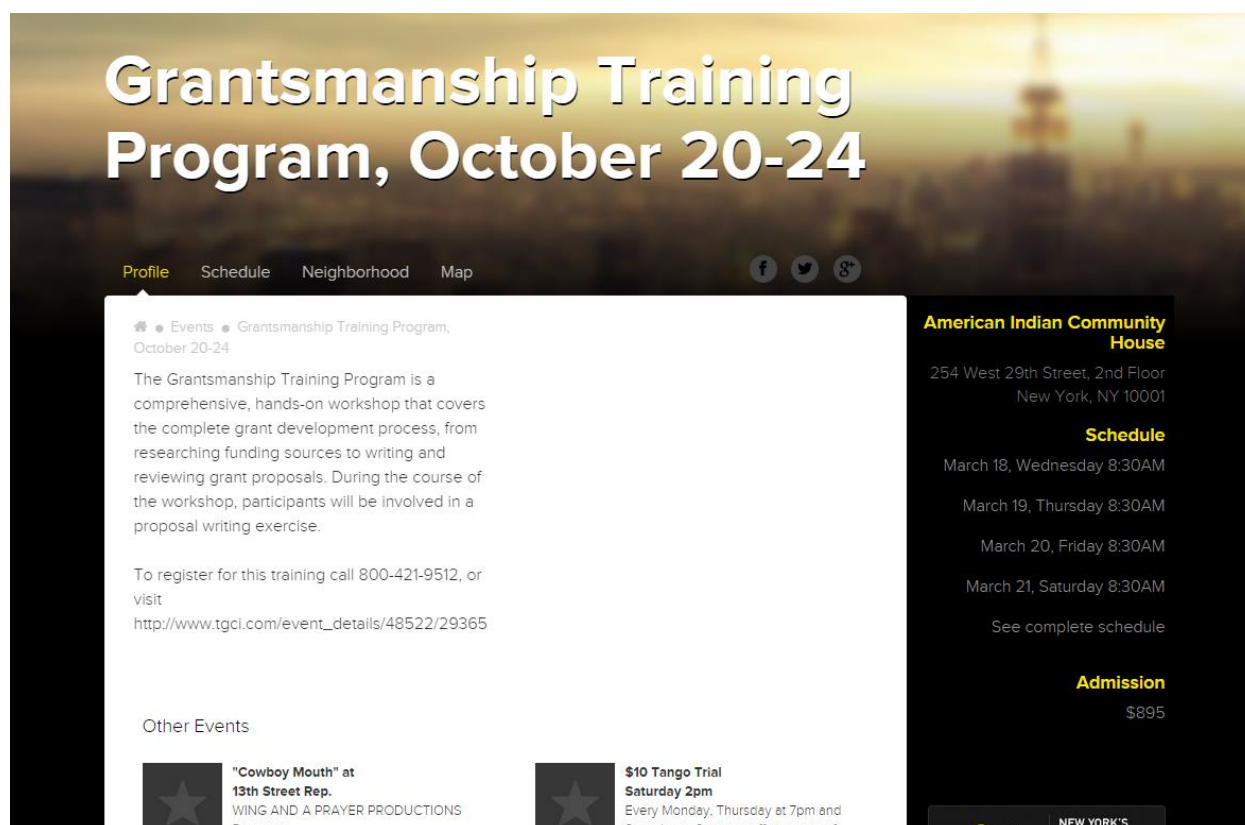 Grantsmanship Training
Program, October 20-24
Profile Schedule Neighborhood Map
Events Grantsmanship Training Program,
October 20-24
The Grantsmanship Training Program is a
comprehensive, hands-on workshop that covers
the complete grant development process, from
researching funding sources to writing and
reviewing grant proposals. During the course of
the workshop, participants will be involved in a
proposal writing exercise.
To register for this training call 800-421-9512, or
visit
http://www.tgci.com/event_details/48522/29365
American Indian Community
House
254 West 29th Street, 2nd Floor
New York, NY 10001
Schedule
March 18, Wednesday 8:30AM
March 19, Thursday 8:30AM
March 20, Friday 8:30AM
March 21, Saturday 8:30AM
See complete schedule
Admission
$895
Other Events
"Cowboy Mouth" at
13th Street Rep.
WING AND A PRAYER PRODUCTIONS
$10 Tango Trial
Saturday 2pm
Every Monday, Thursday at 7pm and
NEW YORK'S